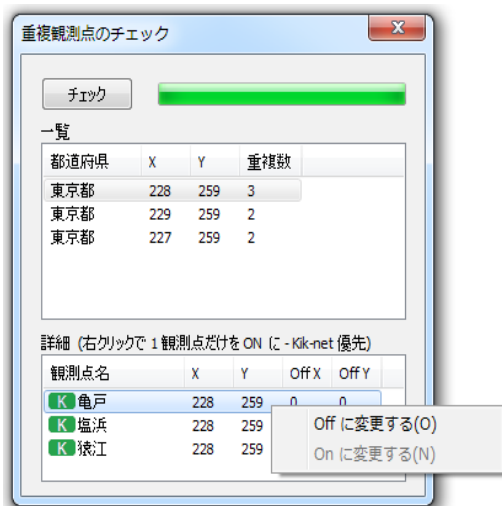 重複観測点のチェック
チェック
一覧
都道府県 X Y 重複数
東京都 228 259 3
東京都 229 259 2
東京都 227 259 2
詳細 (右クリックで 1 観測点だけを ON に - Kik-net 優先)
観測点名 X Y Off X Off Y
K 亀戸 228 259 0 0
K 塩浜 228 259
K 猿江 228 259
Off に変更する(O)
On に変更する(N)